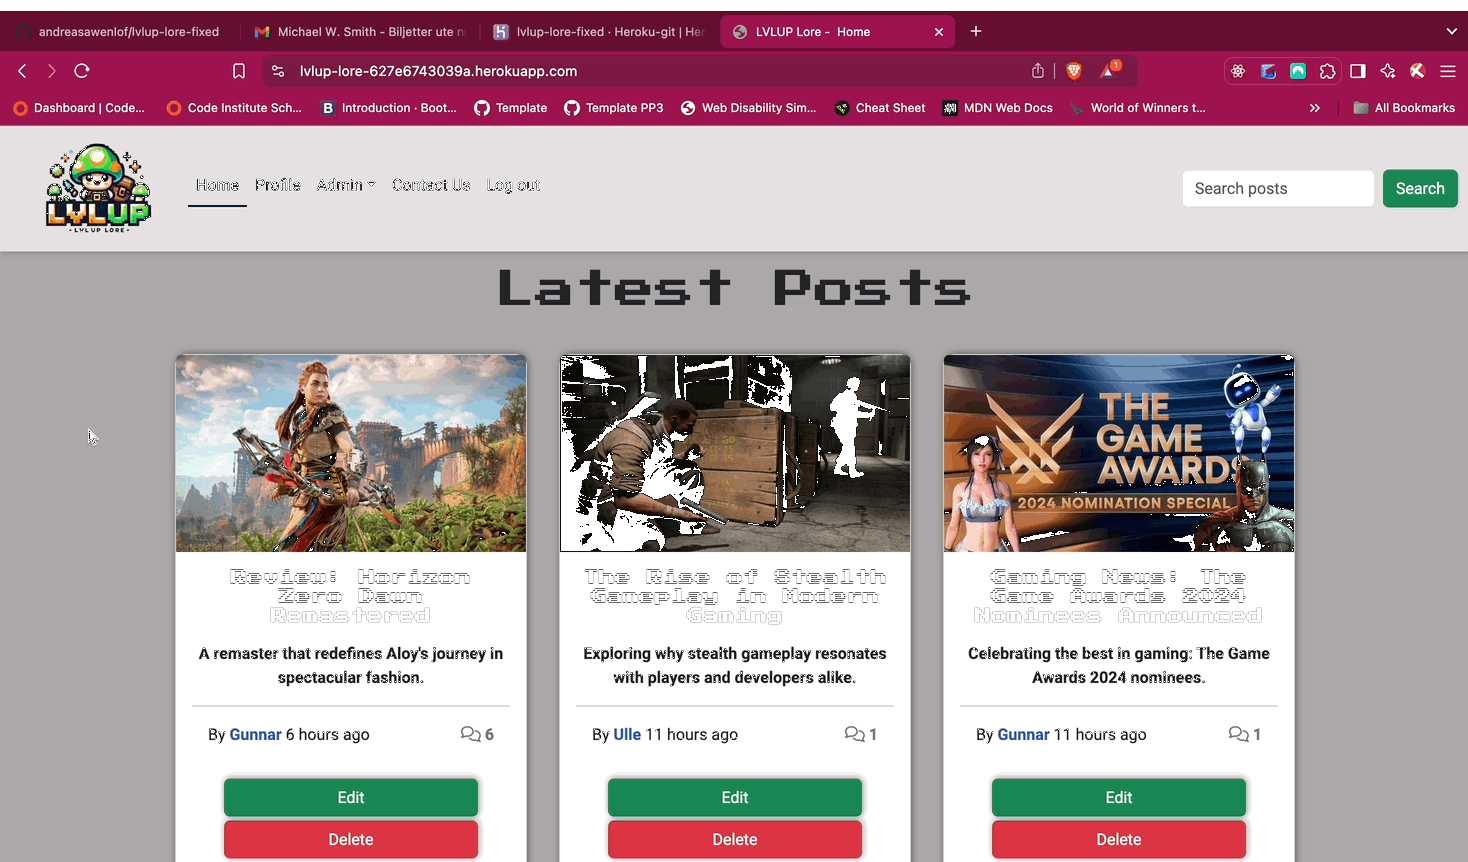 andreasawenlof/lvlup-lore-fixed
Michael W. Smith - Biljetter ute n
lvlup-lore-fixed · Heroku-git | Her
LVLUP Lore - Home
lvlup-lore-627e6743039a.herokuapp.com
1
Dashboard | Code...
Code Institute Sch...
B Introduction · Boot...
Template
Template PP3
Web Disability Sim...
Cheat Sheet
MDN Web Docs
World of Winners t...
All Bookmarks
LVLUP
· LVLUP LORE ·
Home
Profile
Admin
Contact Us
Log out
Search posts
Search
Latest Posts
Review: Horizon
Zero Dawn
Remastered
A remaster that redefines Aloy's journey in
spectacular fashion.
By Gunnar 6 hours ago
6
Edit
Delete
The Rise of Stealth
Gameplay in Modern
Gaming
Exploring why stealth gameplay resonates
with players and developers alike.
By Ulle 11 hours ago
1
Edit
Delete
THE
GAME
AWARDS
2024 NOMINATION SPECIAL
Gaming News: The
Game Awards 2024
Nominees Announced
Celebrating the best in gaming: The Game
Awards 2024 nominees.
By Gunnar 11 hours ago
1
Edit
Delete